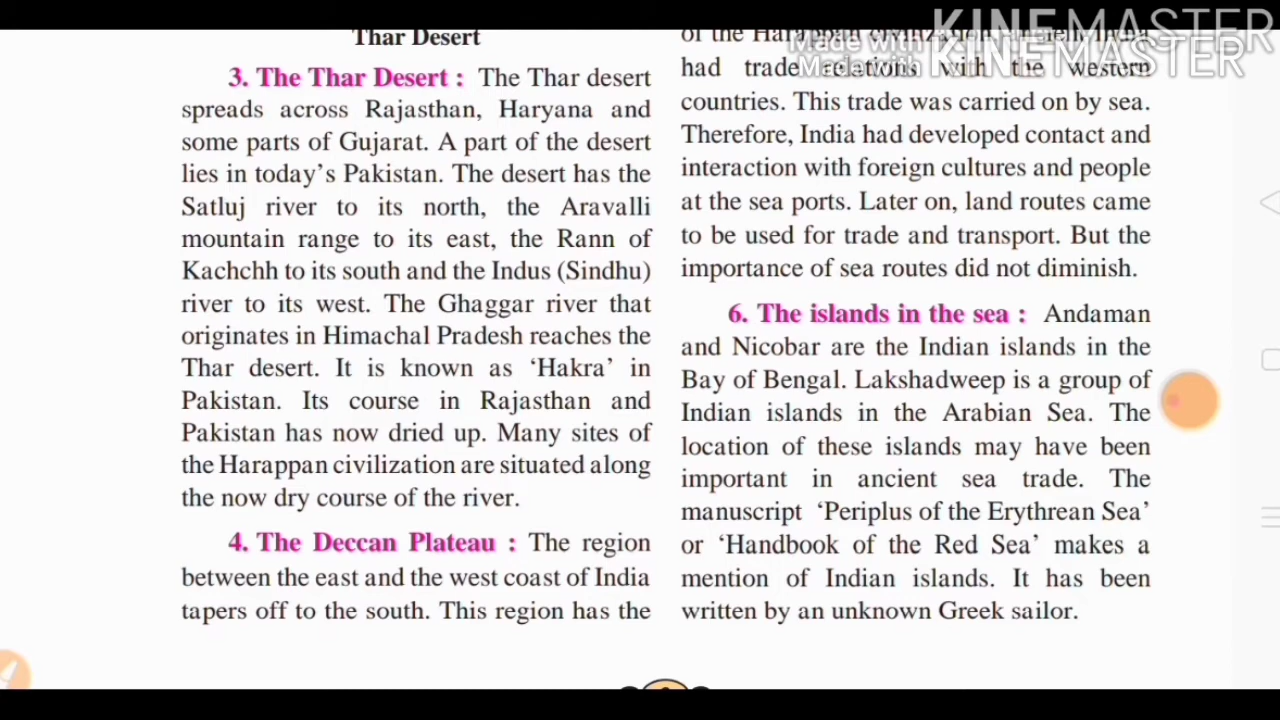 Thar Desert
3. The Thar Desert : The Thar desert
spreads across Rajasthan, Haryana and
some parts of Gujarat. A part of the desert
lies in today's Pakistan. The desert has the
Satluj river to its north, the Aravalli
mountain range to its east, the Rann of
Kachchh to its south and the Indus (Sindhu)
river to its west. The Ghaggar river that
originates in Himachal Pradesh reaches the
Thar desert. It is known as ‘Hakra’ in
Pakistan. Its course in Rajasthan and
Pakistan has now dried up. Many sites of
the Harappan civilization are situated along
the now dry course of the river.
4. The Deccan Plateau : The region
between the east and the west coast of India
tapers off to the south. This region has the
of the Harappan civilization
had trade relations with the western
countries. This trade was carried on by sea.
Therefore, India had developed contact and
interaction with foreign cultures and people
at the sea ports. Later on, land routes came
to be used for trade and transport. But the
importance of sea routes did not diminish.
6. The islands in the sea : Andaman
and Nicobar are the Indian islands in the
Bay of Bengal. Lakshadweep is a group of
Indian islands in the Arabian Sea. The
location of these islands may have been
important in ancient sea trade. The
manuscript ‘Periplus of the Erythrean Sea’
or ‘Handbook of the Red Sea’ makes a
mention of Indian islands. It has been
written by an unknown Greek sailor.
KINEMASTER
Made with KINEMASTER
Made with